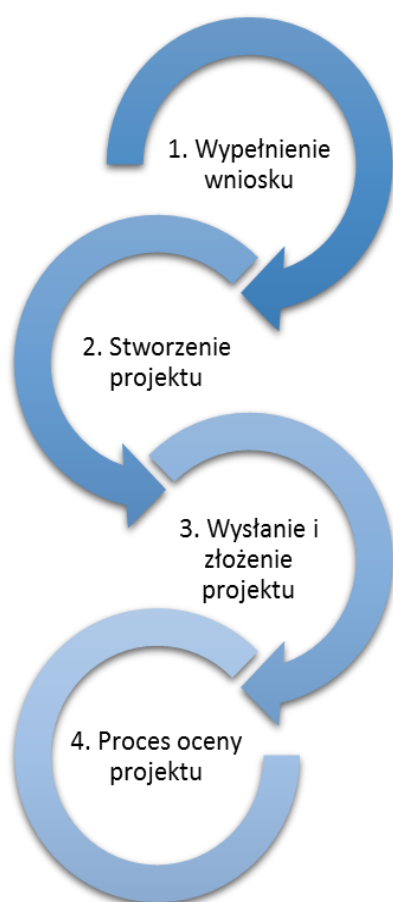 1. Wypełnienie
wniosku
2. Stworzenie
projektu
3. Wysłanie i
złożenie
projektu
4. Proces oceny
projektu